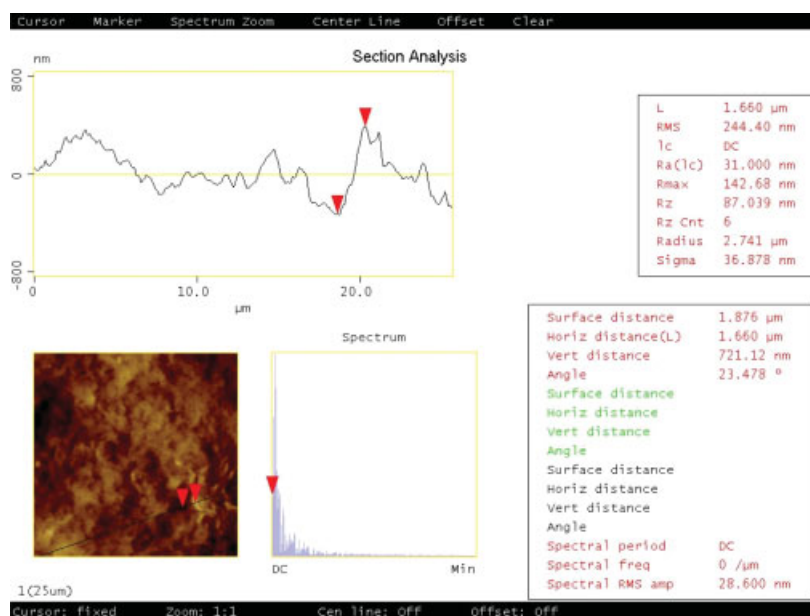 Cursor Marker Spectrum Zoom Center Line Offset Clear
Section Analysis
nm
800
0
-800
0 10.0 20.0
µm
L 1.660 µm
RMS 244.40 nm
lc DC
Ra(lc) 31.000 nm
Rmax 142.68 nm
Rz 87.039 nm
Rz Cnt 6
Radius 2.741 µm
Sigma 36.878 nm
Spectrum
DC Min
Surface distance 1.876 µm
Horiz distance(L) 1.660 µm
Vert distance 721.12 nm
Angle 23.478 º
Surface distance
Horiz distance
Vert distance
Angle
Surface distance
Horiz distance
Vert distance
Angle
Spectral period DC
Spectral freq 0 /µm
Spectral RMS amp 28.600 nm
1(25um)
Cursor: fixed Zoom: 1:1 Cen line: Off Offset: Off